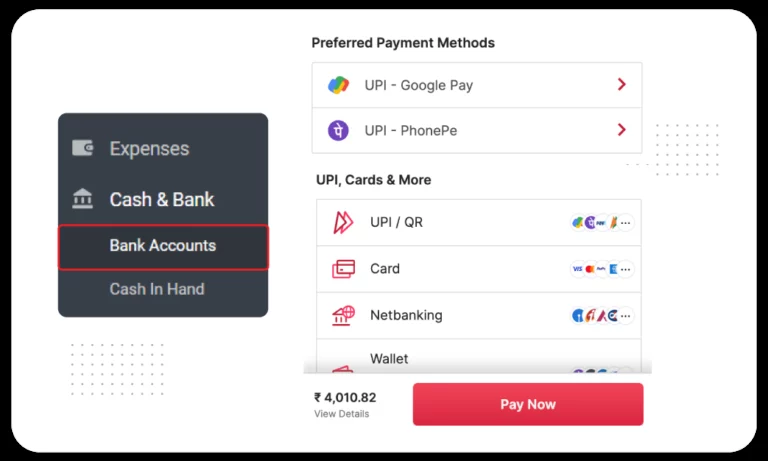 Expenses
Cash & Bank
Bank Accounts
Cash In Hand
Preferred Payment Methods
UPI - Google Pay
पे
UPI - PhonePe
UPI, Cards & More
UPI / QR
Card
VISA
Netbanking
Wallet
₹ 4,010.82
View Details
Pay Now